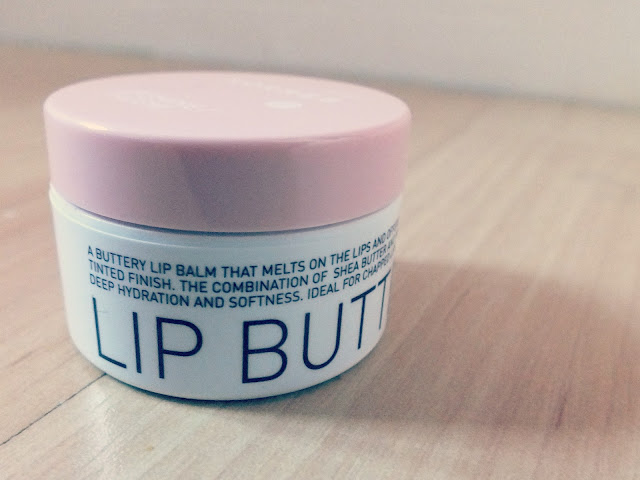 A BUTTERY LIP BALM THAT MELTS ON THE LIPS AND
TINTED FINISH. THE COMBINATION OF SHEA BUTTER
DEEP HYDRATION AND SOFTNESS. IDEAL FOR
LIP BUTT